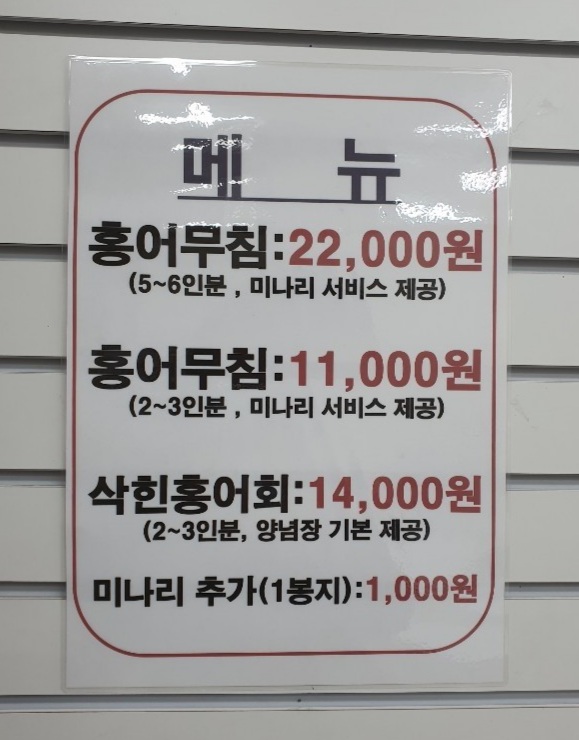 메 뉴
홍어무침:22,000원
(5~6인분 , 미나리 서비스 제공)
홍어무침:11,000원
(2~3인분 , 미나리 서비스 제공)
삭힌홍어회:14,000원
(2~3인분, 양념장 기본 제공)
미나리 추가(1봉지):1,000원